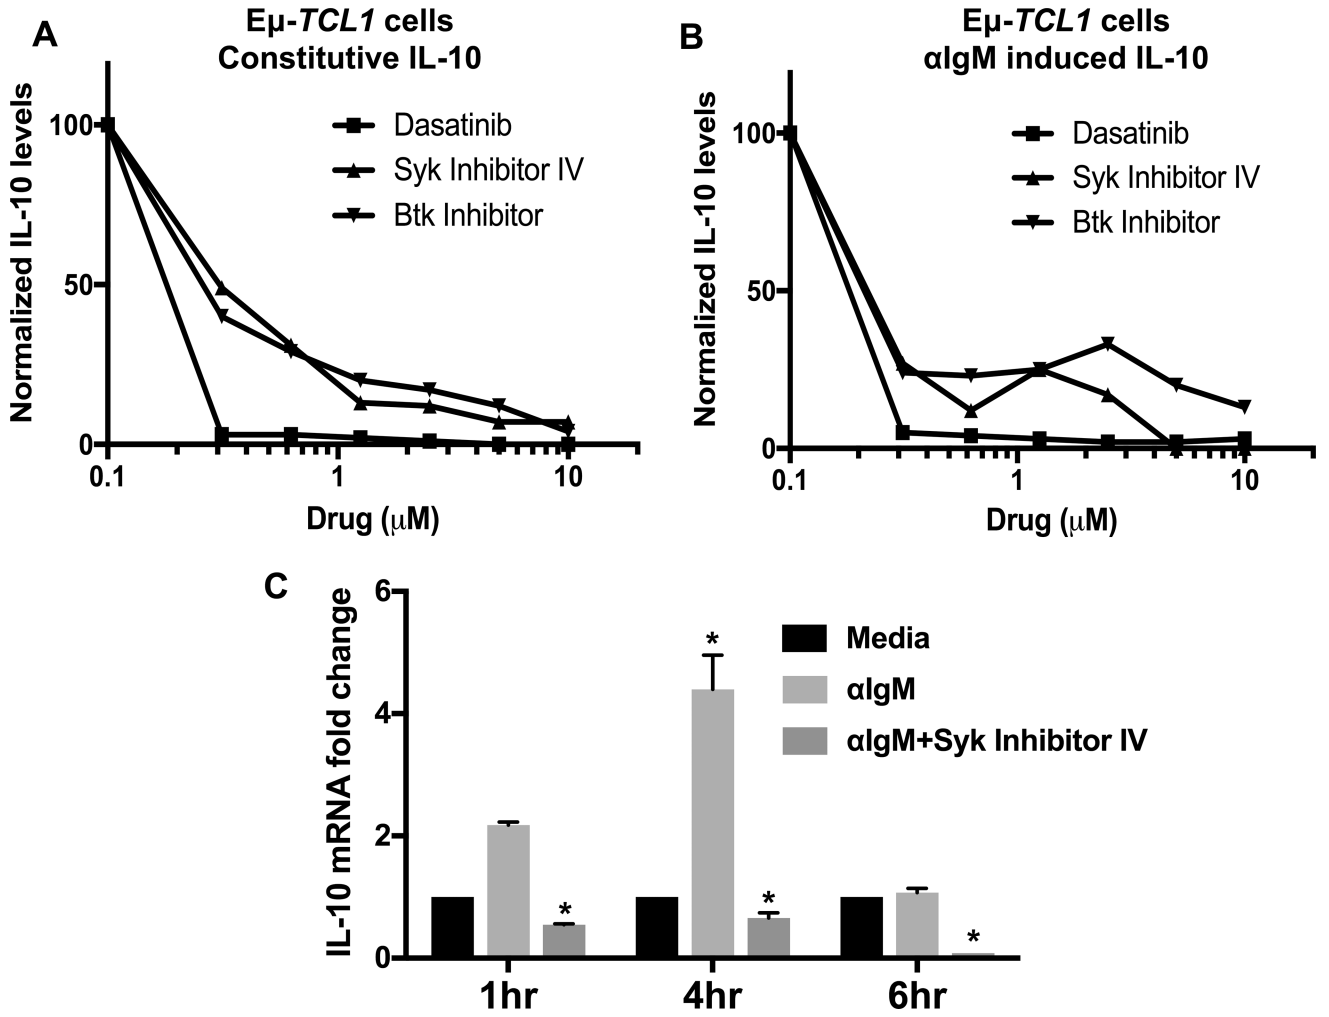 A
Eµ-TCL1 cells
Constitutive IL-10
Normalized IL-10 levels
100
50
0
Dasatinib
Syk Inhibitor IV
Btk Inhibitor
0.1
1
10
Drug (µM)
B
Eµ-TCL1 cells
αIgM induced IL-10
Normalized IL-10 levels
100
50
0
Dasatinib
Syk Inhibitor IV
Btk Inhibitor
0.1
1
10
Drug (µM)
C
IL-10 mRNA fold change
6
4
2
0
Media
αIgM
αIgM+Syk Inhibitor IV
*
*
*
*
1hr
4hr
6hr